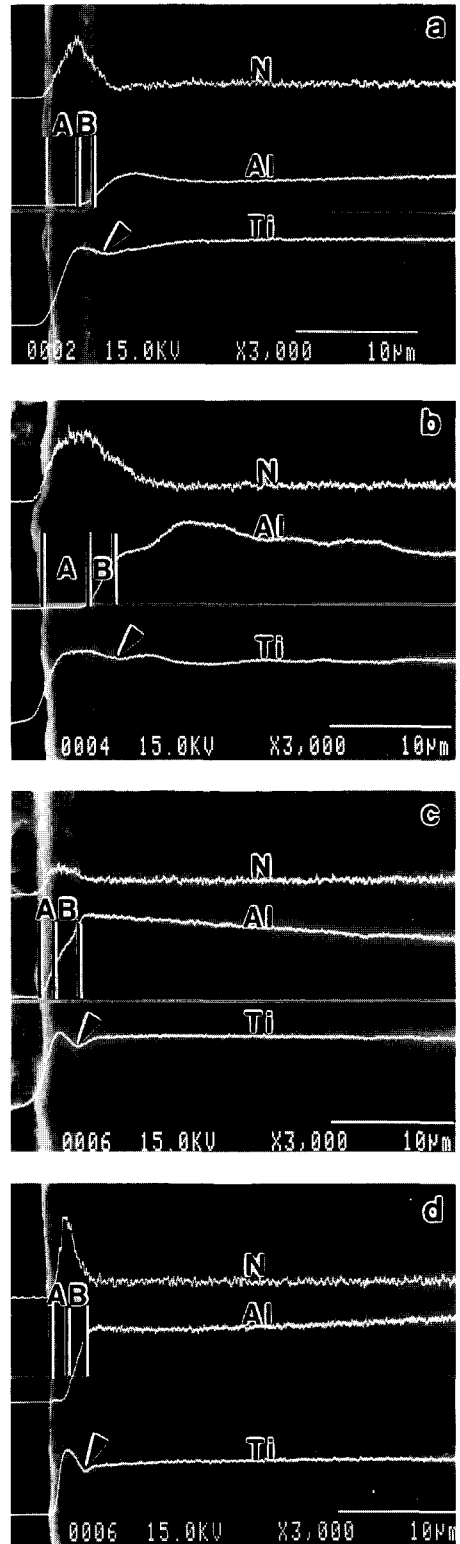 a
N
A B
Al
Ti
0002 15.0KV X3,000 10µm
b
N
Al
A B
Ti
0004 15.0KV X3,000 10µm
c
N
A B
Al
Ti
0006 15.0KV X3,000 10µm
d
N
A B
Al
Ti
0006 15.0KV X3,000 10µm